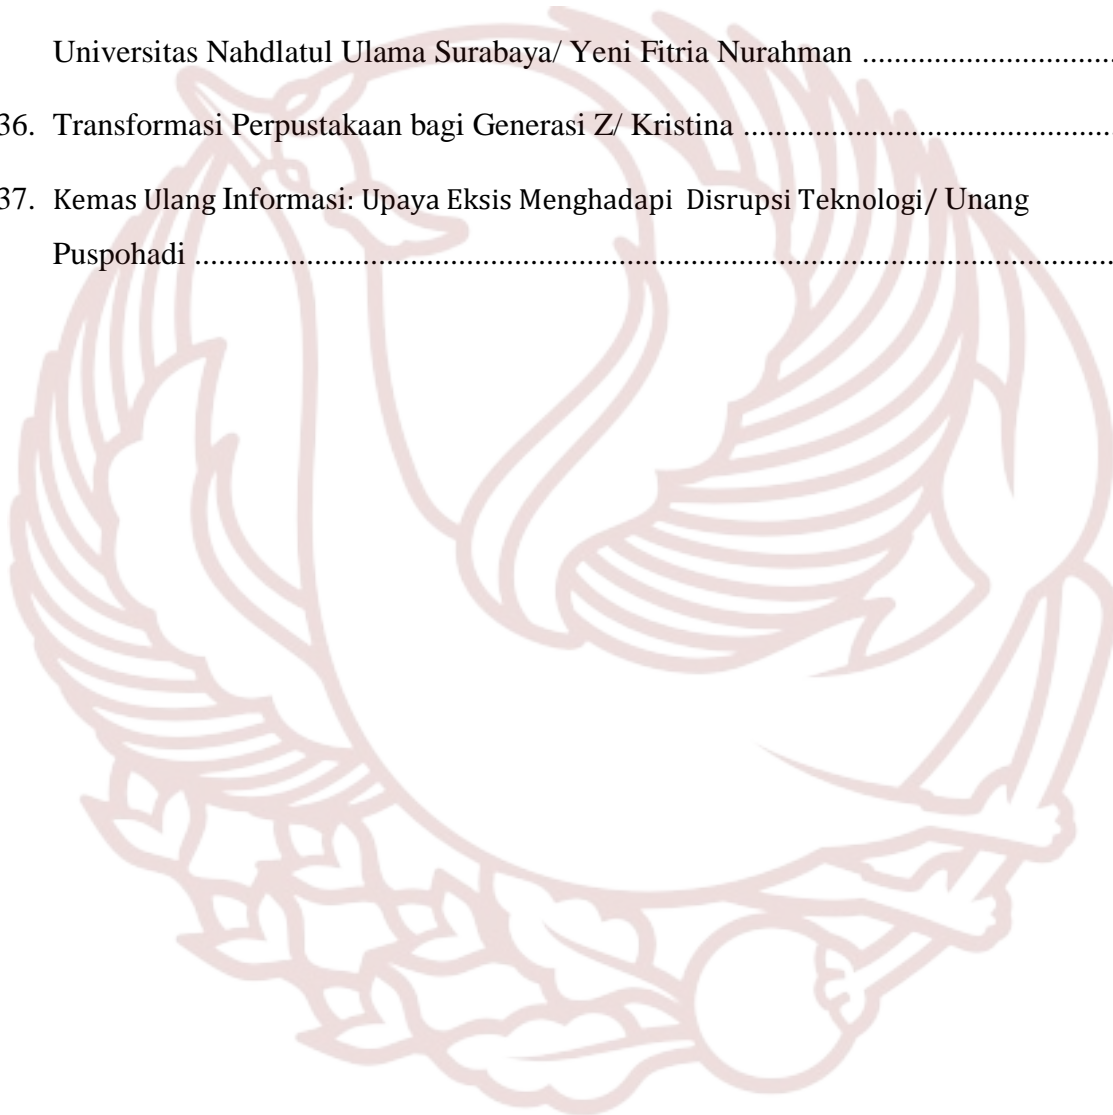 Universitas Nahdlatul Ulama Surabaya/ Yeni Fitria Nurahman ................................
36. Transformasi Perpustakaan bagi Generasi Z/ Kristina ...............................................
37. Kemas Ulang Informasi: Upaya Eksis Menghadapi  Disrupsi Teknologi/ Unang
Puspohadi ....................................................................................................................